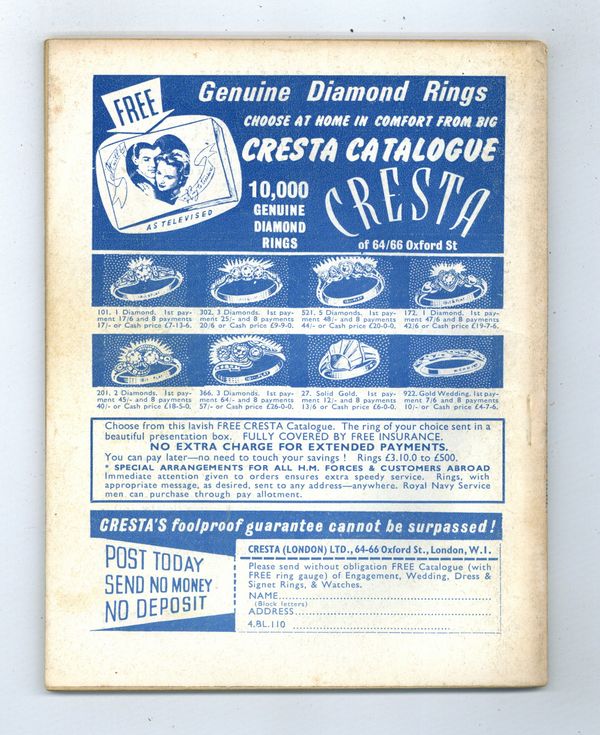 FREE
Genuine Diamond Rings
CHOOSE AT HOME IN COMFORT FROM BIG
CRESTA CATALOGUE
10,000
GENUINE
DIAMOND
RINGS
CRESTA
of 64/66 Oxford St
AS TELEVISED
101. 1 Diamond. 1st pay-
ment 17/6 and 8 payments
17/- or Cash price £7-13-6.
302. 3 Diamonds. 1st pay-
ment 25/- and 8 payments
20/6 or Cash price £9-9-0.
521. 5 Diamonds. 1st pay-
ment 48/- and 8 payments
44/- or Cash price £20-0-0.
172. 1 Diamond. 1st pay-
ment 47/6 and 8 payments
42/6 or Cash price £19-7-6.
201. 2 Diamonds. 1st pay-
ment 45/- and 8 payments
40/- or Cash price £18-5-0.
366. 3 Diamonds. 1st pay-
ment 64/- and 8 payments
57/- or Cash price £26-0-0.
27. Solid Gold. 1st pay-
ment 12/- and 8 payments
13/6 or Cash price £6-0-0.
922. Gold Wedding. 1st pay-
ment 7/6 and 8 payments
10/- or Cash price £4-7-6.
Choose from this lavish FREE CRESTA Catalogue. The ring of your choice sent in a
beautiful presentation box. FULLY COVERED BY FREE INSURANCE.
NO EXTRA CHARGE FOR EXTENDED PAYMENTS.
You can pay later—no need to touch your savings! Rings £3.10.0 to £500.
* SPECIAL ARRANGEMENTS FOR ALL H.M. FORCES & CUSTOMERS ABROAD
Immediate attention given to orders ensures extra speedy service. Rings, with
appropriate message, as desired, sent to any address—anywhere. Royal Navy Service
men can purchase through pay allotment.
CRESTA'S foolproof guarantee cannot be surpassed!
POST TODAY
SEND NO MONEY
NO DEPOSIT
CRESTA (LONDON) LTD., 64-66 Oxford St., London, W.1.
Please send without obligation FREE Catalogue (with
FREE ring gauge) of Engagement, Wedding, Dress &
Signet Rings, & Watches.
NAME
(Block letters)
ADDRESS
4.BL.110